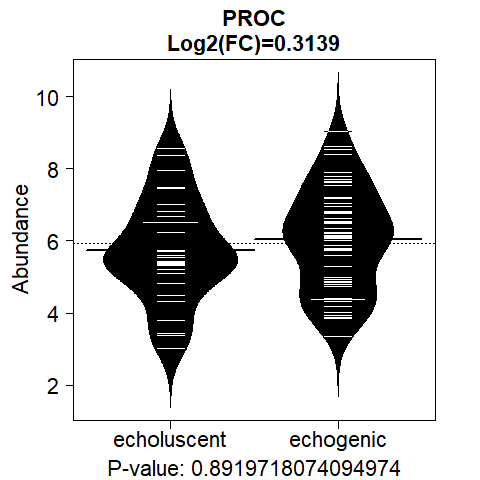 PROC
Log2(FC)=0.3139
Abundance
10
8
6
4
2
echoluscent echogenic
P-value: 0.8919718074094974